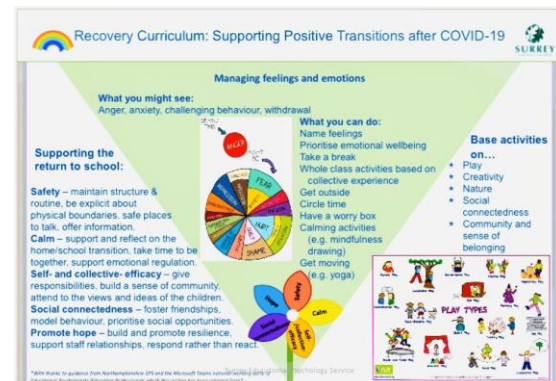 Recovery Curriculum: Supporting Positive Transitions after COVID-19
SURREY
Managing feelings and emotions
What you might see:
Anger, anxiety, challenging behaviour, withdrawal
Supporting the
return to school:
Safety – maintain structure &
routine, be explicit about
physical boundaries, safe places
to talk, offer information.
Calm – support and reflect on the
home/school transition, take time to be
together, support emotional regulation.
Self- and collective- efficacy – give
responsibilities, build a sense of community,
attend to the views and ideas of the children.
Social connectedness – foster friendships,
model behaviour, prioritise social opportunities.
Promote hope – build and promote resilience,
support staff relationships, respond rather than react.
ANGER
FEAR
HURT
SHAME
What you can do:
Name feelings
Prioritise emotional wellbeing
Take a break
Whole class activities based on
collective experience
Get outside
Circle time
Have a worry box
Calming activities
(e.g. mindfulness
drawing)
Get moving
(e.g. yoga)
Base activities
on…
Play
Creativity
Nature
Social
connectedness
Community and
sense of
belonging
Hope
Safety
Calm
Social
PLAY TYPES